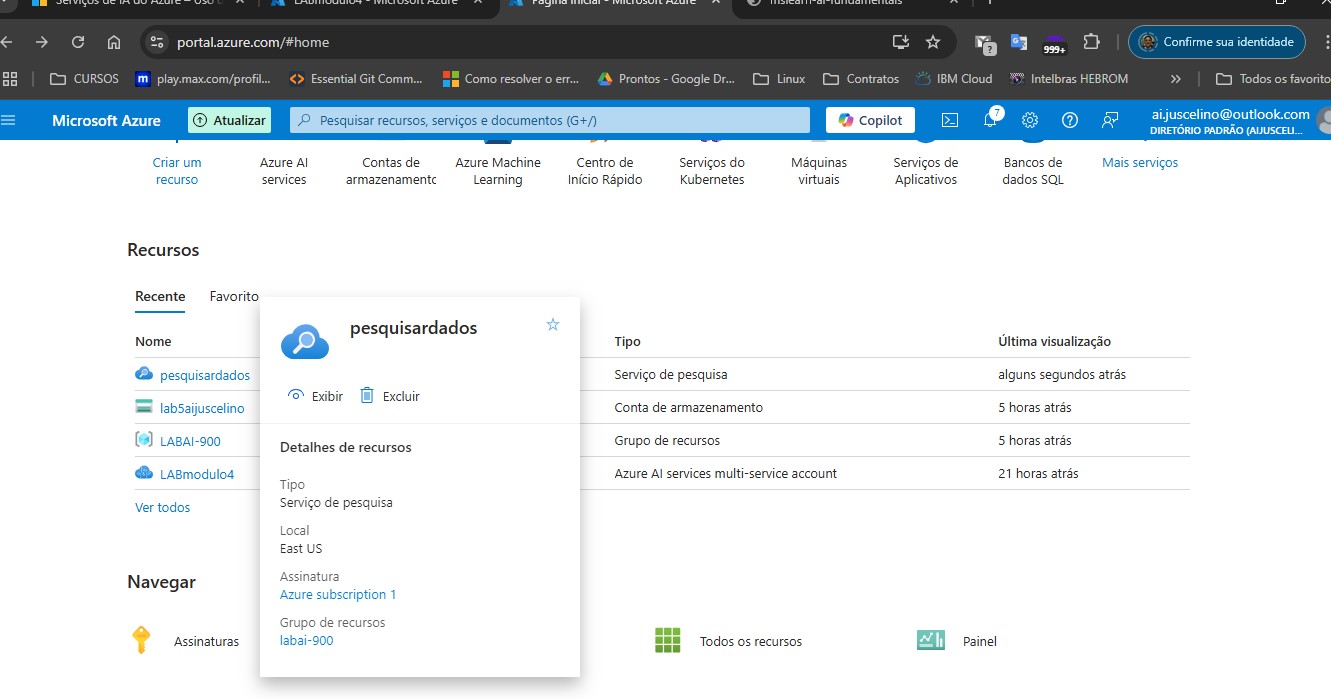 Serviços de IA do Azure – Uso
LABmodulo4 - Microsoft Azure
Página Inicial - Microsoft Azure
mslearn-ai-fundamentals
portal.azure.com/#home
?
999+
Confirme sua identidade
CURSOS
m play.max.com/profil...
Essential Git Comm...
Como resolver o err...
Prontos - Google Dr...
Linux
Contratos
IBM Cloud
Intelbras HEBROM
»
Todos os favorito
Microsoft Azure
Atualizar
Pesquisar recursos, serviços e documentos (G+/)
Copilot
7
ai.juscelino@outlook.com
DIRETÓRIO PADRÃO (AIJUSCELI...
Criar um
recurso
Azure AI
services
Contas de
armazenamento
Azure Machine
Learning
Centro de
Início Rápido
Serviços do
Kubernetes
Máquinas
virtuais
Serviços de
Aplicativos
Bancos de
dados SQL
Mais serviços
Recursos
Recente
Favorito
Nome
Tipo
Última visualização
pesquisardados
Serviço de pesquisa
alguns segundos atrás
lab5aijuscelino
Conta de armazenamento
5 horas atrás
LABAI-900
Grupo de recursos
5 horas atrás
LABmodulo4
Azure AI services multi-service account
21 horas atrás
Ver todos
pesquisardados
Exibir
Excluir
Detalhes de recursos
Tipo
Serviço de pesquisa
Local
East US
Assinatura
Azure subscription 1
Grupo de recursos
labai-900
Navegar
Assinaturas
Todos os recursos
Painel